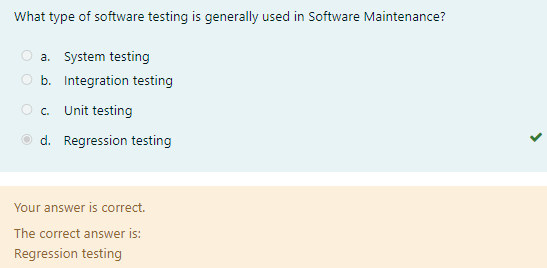 What type of software testing is generally used in Software Maintenance?
a. System testing
b. Integration testing
c. Unit testing
d. Regression testing
Your answer is correct.
The correct answer is:
Regression testing